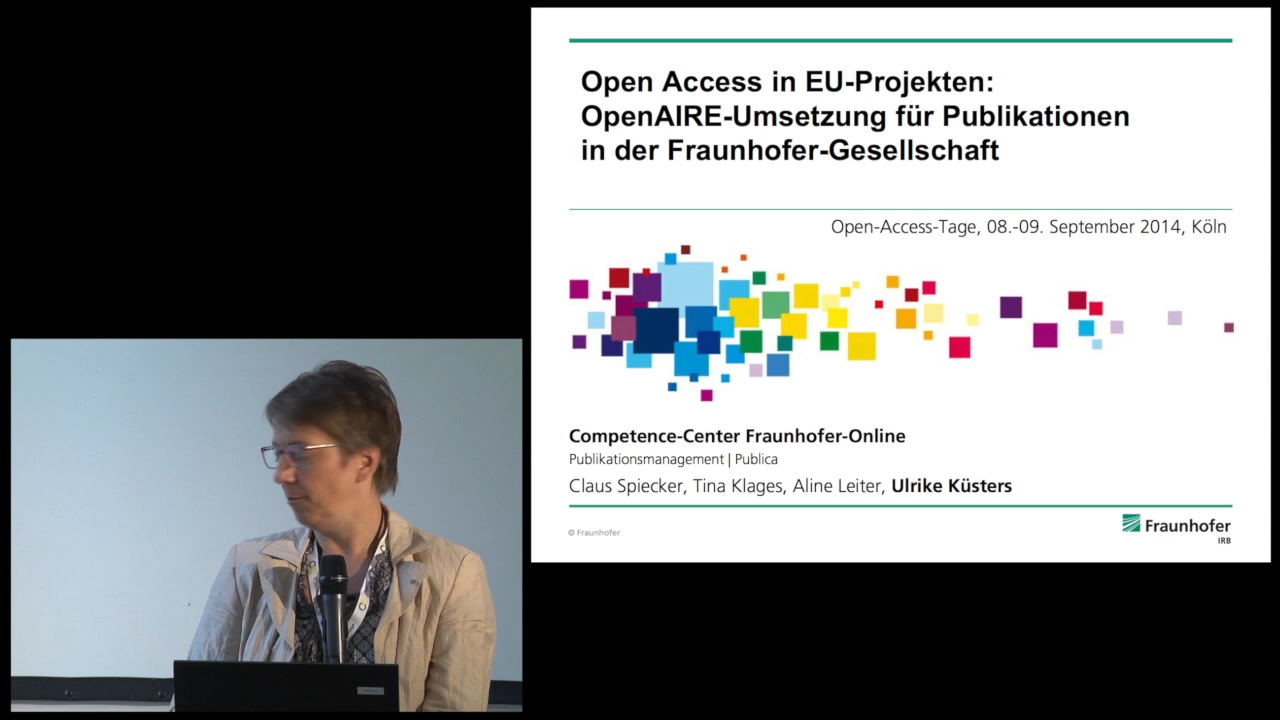 Open Access in EU-Projekten:
OpenAIRE-Umsetzung für Publikationen
in der Fraunhofer-Gesellschaft
Open-Access-Tage, 08.-09. September 2014, Köln
Competence-Center Fraunhofer-Online
Publikationsmanagement | Publica
Claus Spiecker, Tina Klages, Aline Leiter, Ulrike Küsters
© Fraunhofer
Fraunhofer
IRB